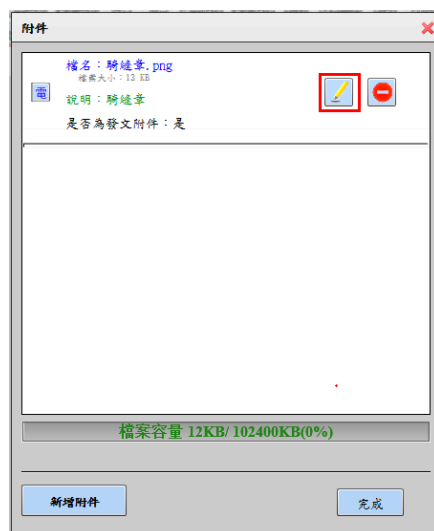 附件
檔名：騎縫章.png
檔案大小：13 KB
電
說明：騎縫章
是否為發文附件：是
檔案容量 12KB/ 102400KB(0%)
新增附件
完成